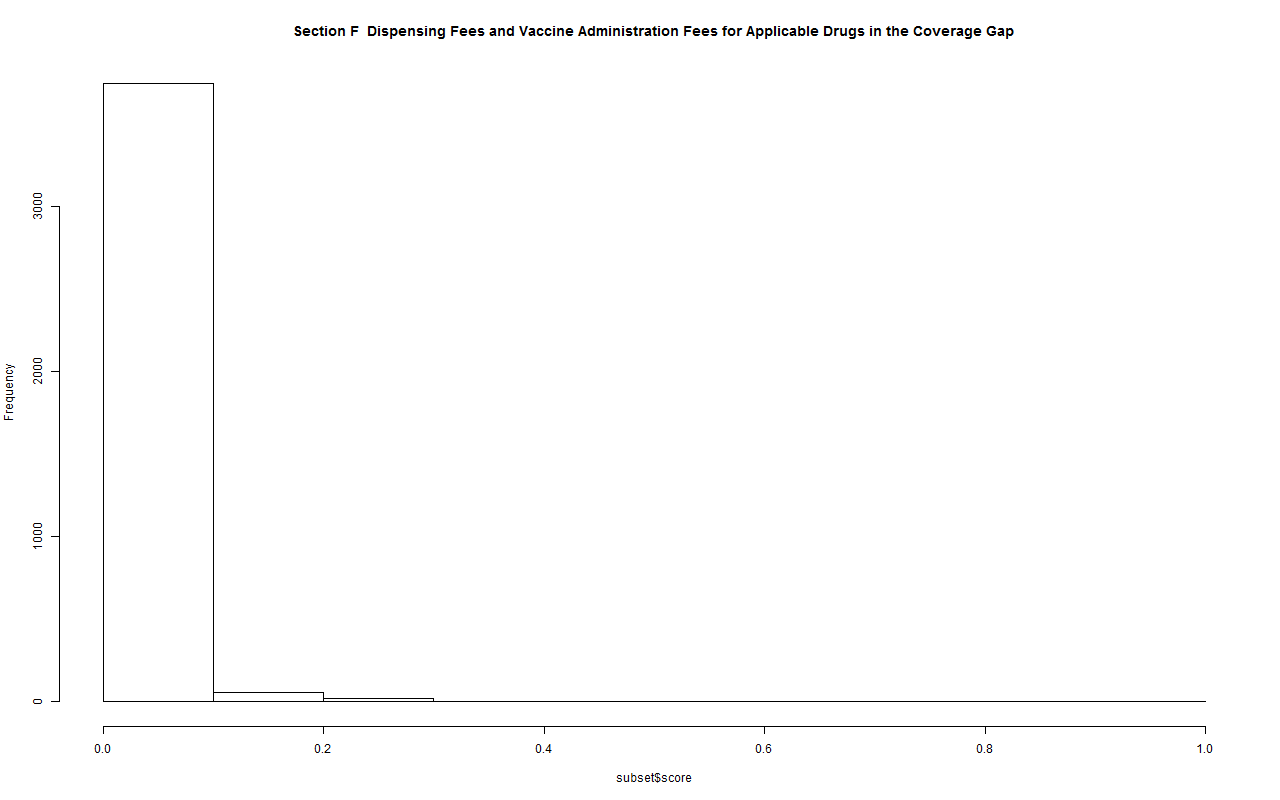 Section F  Dispensing Fees and Vaccine Administration Fees for Applicable Drugs in the Coverage Gap
3000
2000
1000
0
Frequency
0.0 0.2 0.4 0.6 0.8 1.0
subset$score